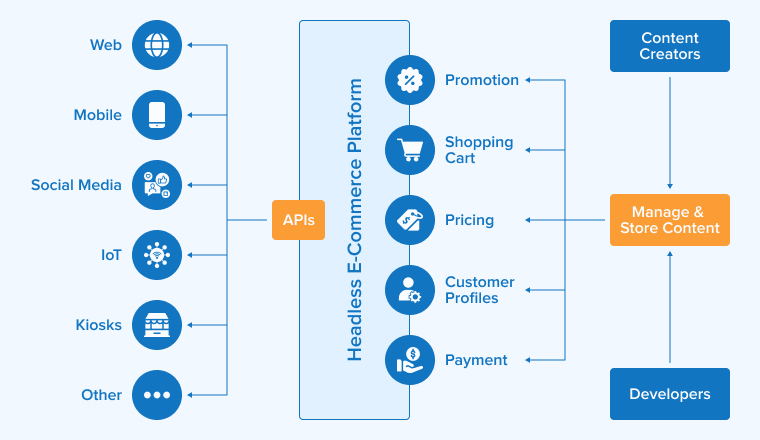 Web
Mobile
Social Media
IoT
Kiosks
Other
APIs
Headless E-Commerce Platform
Promotion
Shopping
Cart
Pricing
Customer
Profiles
Payment
Content
Creators
Manage &
Store Content
Developers